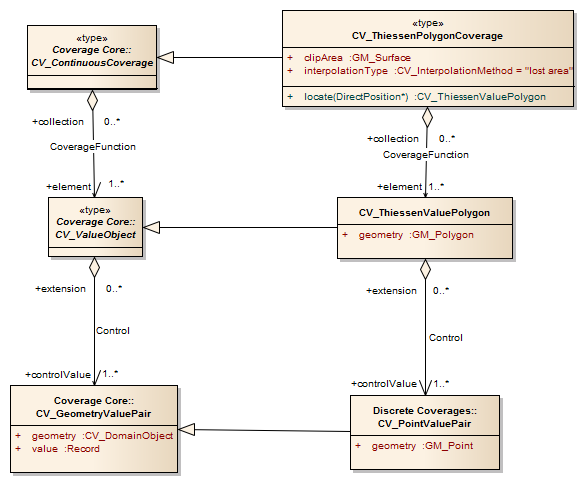 «type»
Coverage Core::
CV_ContinuousCoverage
«type»
CV_ThiessenPolygonCoverage
+ clipArea :GM_Surface
+ interpolationType :CV_InterpolationMethod = "lost area"
+ locate(DirectPosition*) :CV_ThiessenValuePolygon
+collection 0..*
CoverageFunction
+element 1..*
+collection 0..*
CoverageFunction
+element 1..*
«type»
Coverage Core::
CV_ValueObject
CV_ThiessenValuePolygon
+ geometry :GM_Polygon
+extension 0..*
Control
+controlValue 1..*
+extension 0..*
Control
+controlValue 1..*
Coverage Core::
CV_GeometryValuePair
+ geometry :CV_DomainObject
+ value :Record
Discrete Coverages::
CV_PointValuePair
+ geometry :GM_Point